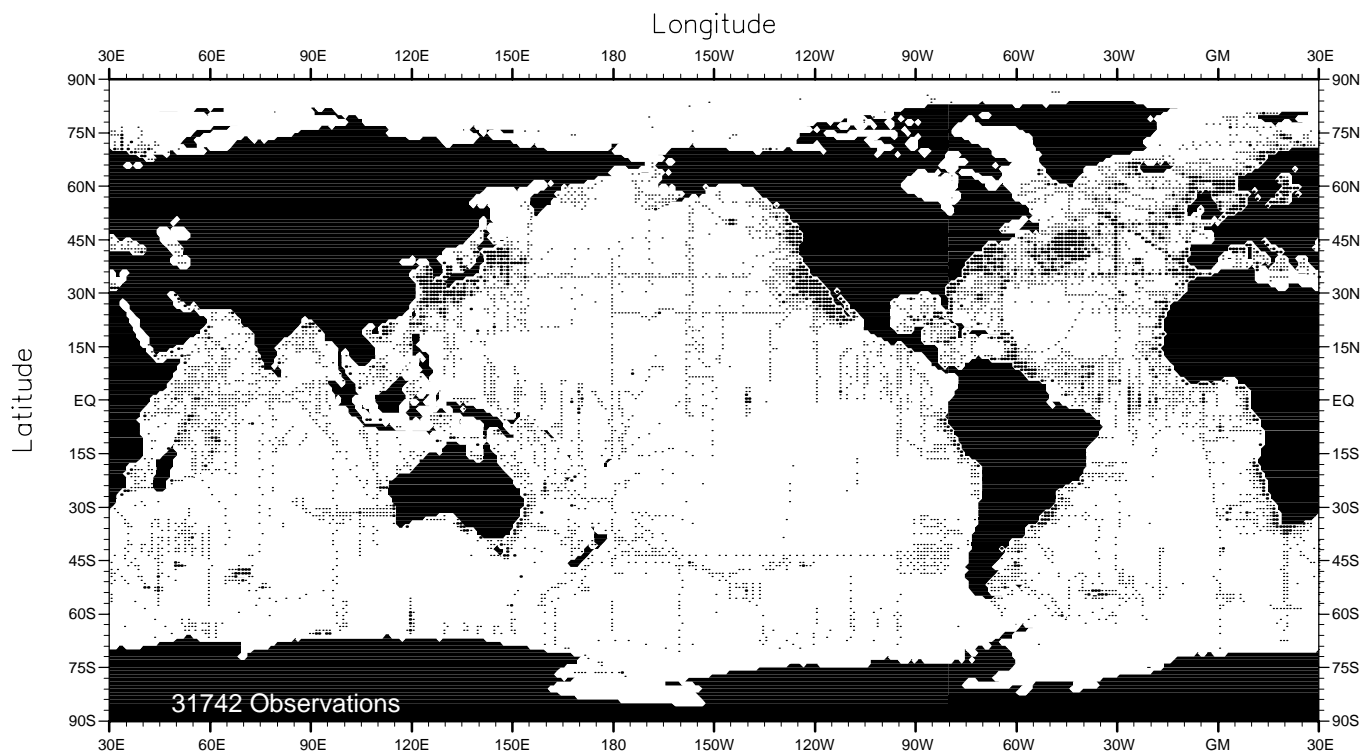 Longitude
30E 60E 90E 120E 150E 180 150W 120W 90W 60W 30W GM 30E
90N 90N
75N 75N
60N 60N
45N 45N
30N 30N
15N 15N
Latitude
EQ EQ
15S 15S
30S 30S
45S 45S
60S 60S
75S 75S
31742 Observations
90S 90S
30E 60E 90E 120E 150E 180 150W 120W 90W 60W 30W GM 30E